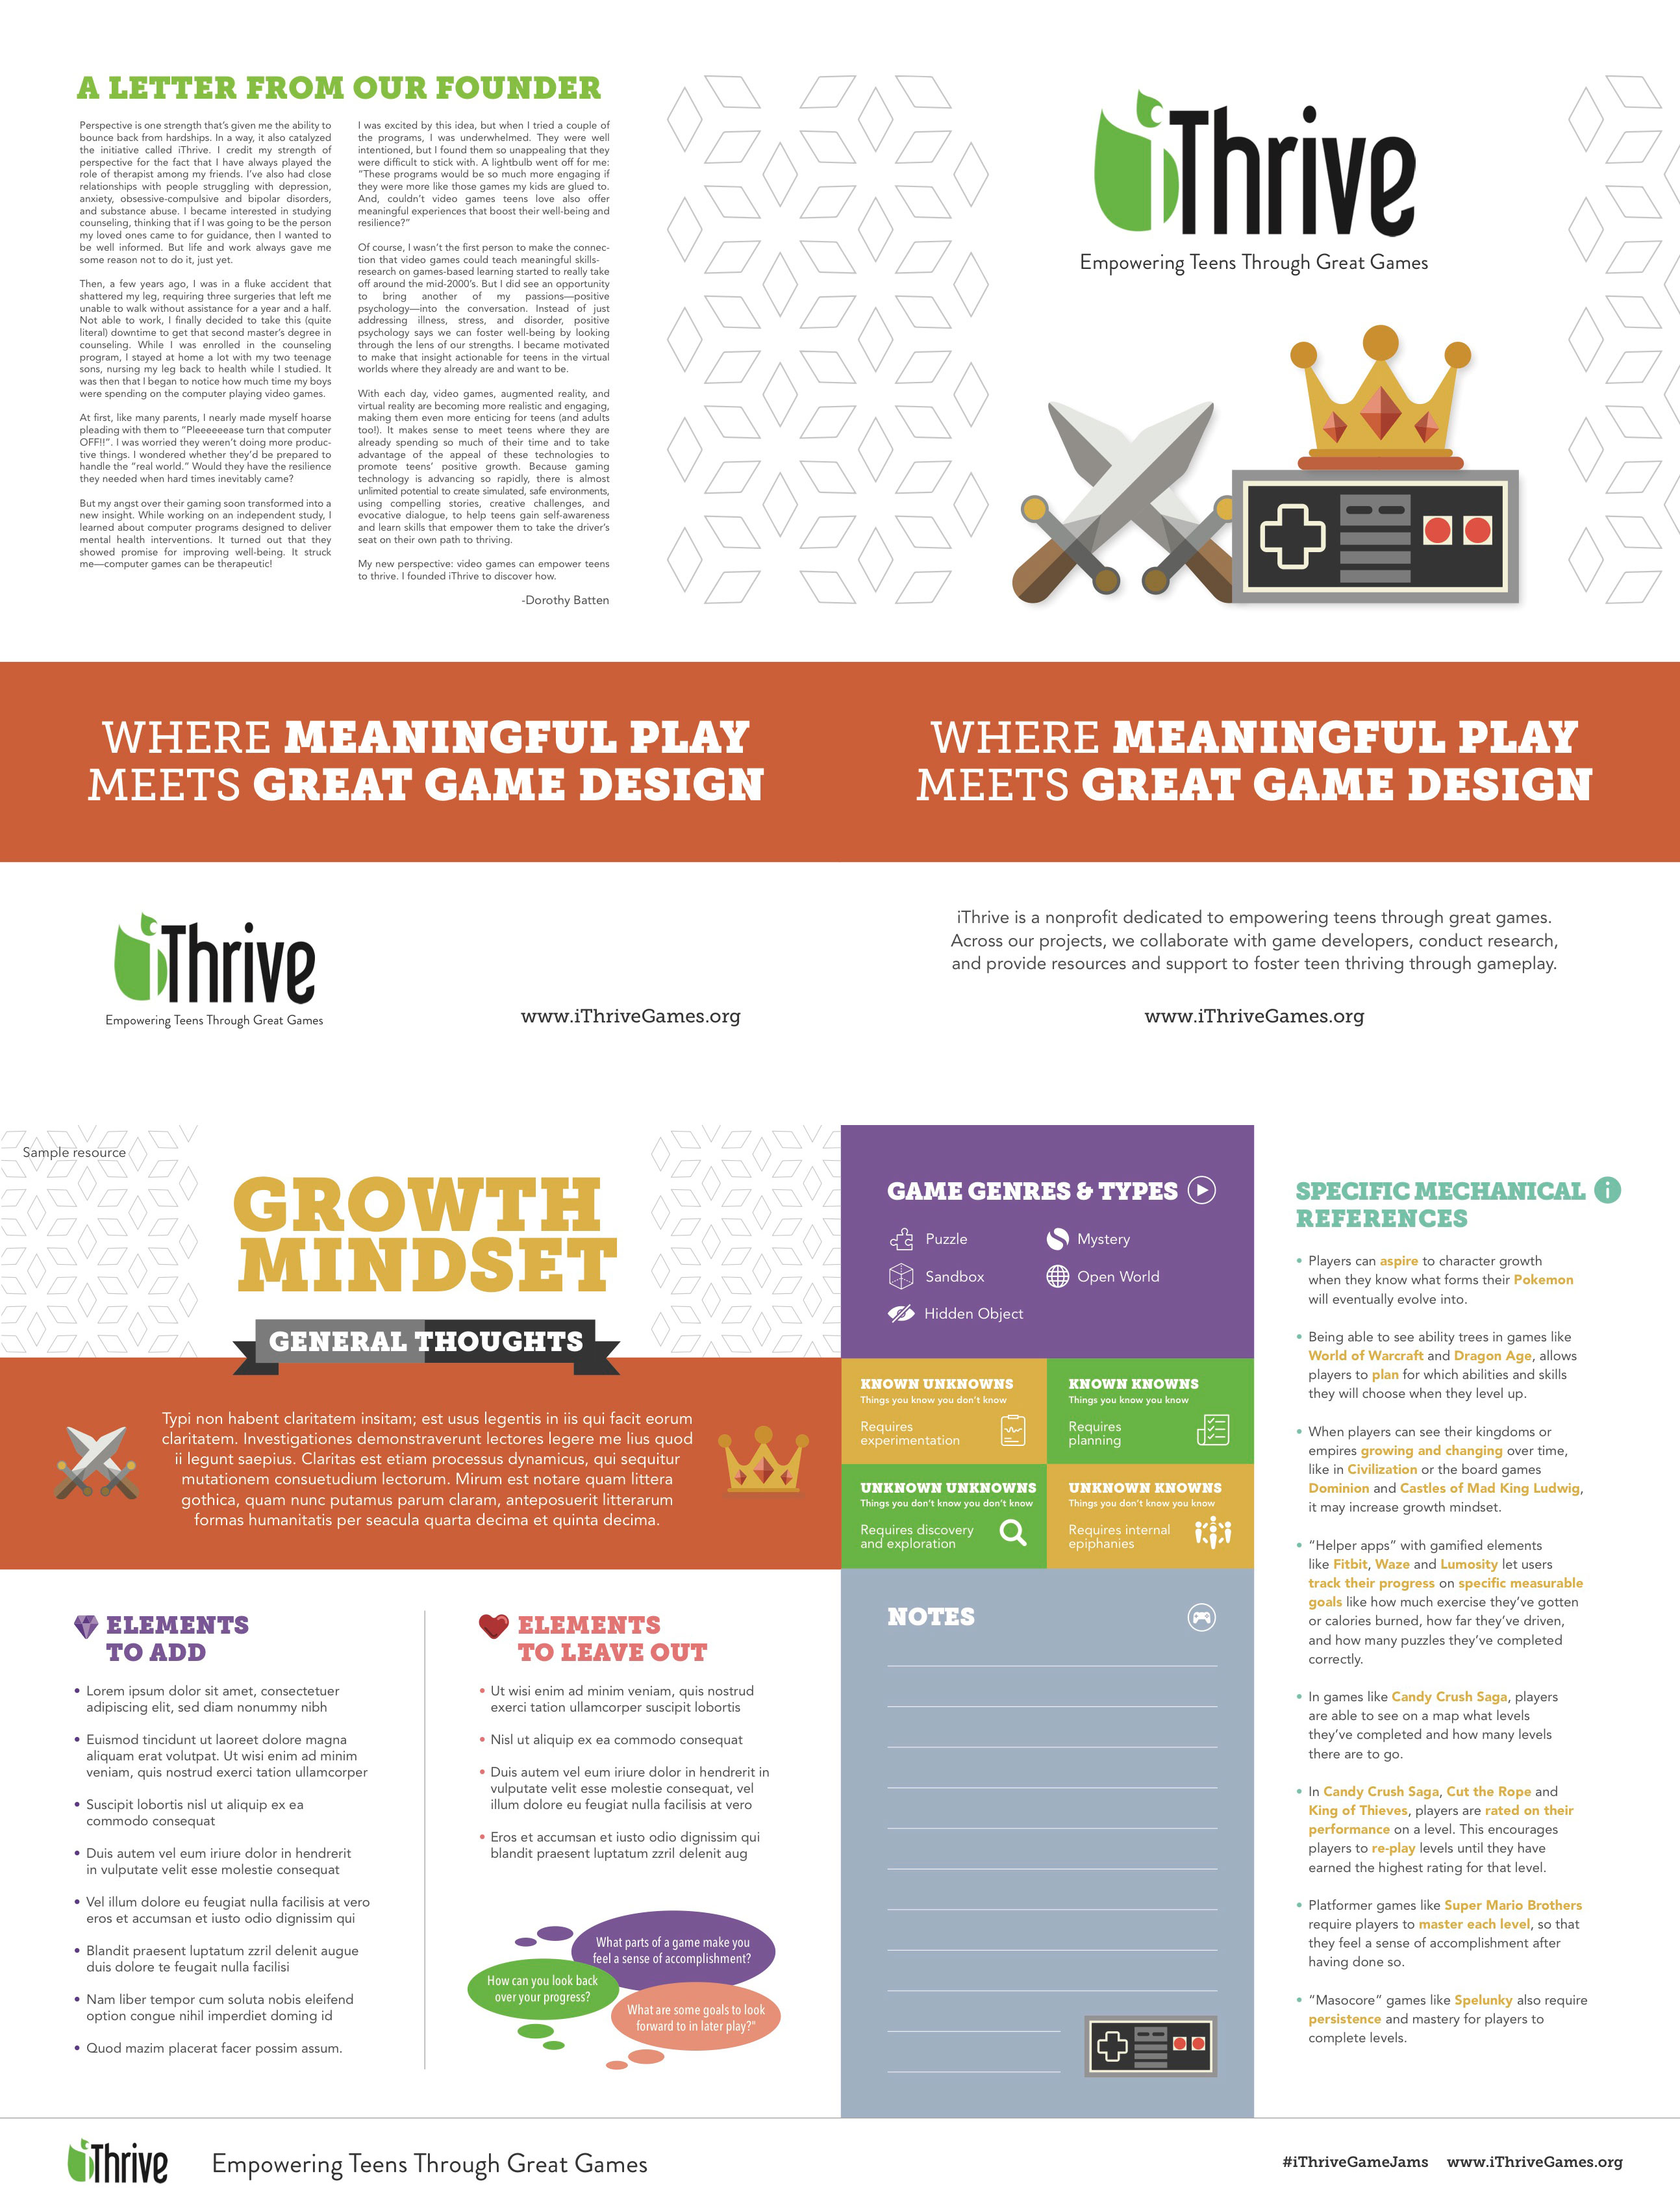 A LETTER FROM OUR FOUNDER
Perspective is one strength that's given me the ability to
bounce back from hardships. In a way, it also catalyzed
the initiative called iThrive. I credit my strength of
perspective for the fact that I have always played the
role of therapist among my friends. I've also had close
relationships with people struggling with depression,
anxiety, obsessive-compulsive and bipolar disorders,
and substance abuse. I became interested in studying
counseling, thinking that if I was going to be the person
my loved ones came to for guidance, then I wanted to
be well informed. But life and work always gave me
some reason not to do it, just yet.
Then, a few years ago, I was in a fluke accident that
shattered my leg, requiring three surgeries that left me
unable to walk without assistance for a year and a half.
Not able to work, I finally decided to take this (quite
literal) downtime to get that second master's degree in
counseling. While I was enrolled in the counseling
program, I stayed at home a lot with my two teenage
sons, nursing my leg back to health while I studied. It
was then that I began to notice how much time my boys
were spending on the computer playing video games.
At first, like many parents, I nearly made myself hoarse
pleading with them to "Pleeeeeease turn that computer
OFF!!". I was worried they weren't doing more produc-
tive things. I wondered whether they'd be prepared to
handle the "real world." Would they have the resilience
they needed when hard times inevitably came?
But my angst over their gaming soon transformed into a
new insight. While working on an independent study, I
learned about computer programs designed to deliver
mental health interventions. It turned out that they
showed promise for improving well-being. It struck
me—computer games can be therapeutic!
I was excited by this idea, but when I tried a couple of
the programs, I was underwhelmed. They were well
intentioned, but I found them so unappealing that they
were difficult to stick with. A lightbulb went off for me:
"These programs would be so much more engaging if
they were more like those games my kids are glued to.
And, couldn't video games teens love also offer
meaningful experiences that boost their well-being and
resilience?"
Of course, I wasn't the first person to make the connec-
tion that video games could teach meaningful skills-
research on games-based learning started to really take
off around the mid-2000's. But I did see an opportunity
to bring another of my passions—positive
psychology—into the conversation. Instead of just
addressing illness, stress, and disorder, positive
psychology says we can foster well-being by looking
through the lens of our strengths. I became motivated
to make that insight actionable for teens in the virtual
worlds where they already are and want to be.
With each day, video games, augmented reality, and
virtual reality are becoming more realistic and engaging,
making them even more enticing for teens (and adults
too!). It makes sense to meet teens where they are
already spending so much of their time and to take
advantage of the appeal of these technologies to
promote teens' positive growth. Because gaming
technology is advancing so rapidly, there is almost
unlimited potential to create simulated, safe environments,
using compelling stories, creative challenges, and
evocative dialogue, to help teens gain self-awareness
and learn skills that empower them to take the driver's
seat on their own path to thriving.
My new perspective: video games can empower teens
to thrive. I founded iThrive to discover how.
-Dorothy Batten
iThrive
Empowering Teens Through Great Games
WHERE MEANINGFUL PLAY
MEETS GREAT GAME DESIGN
WHERE MEANINGFUL PLAY
MEETS GREAT GAME DESIGN
iThrive
Empowering Teens Through Great Games
www.iThriveGames.org
iThrive is a nonprofit dedicated to empowering teens through great games.
Across our projects, we collaborate with game developers, conduct research,
and provide resources and support to foster teen thriving through gameplay.
www.iThriveGames.org
Sample resource
GROWTH
MINDSET
GENERAL THOUGHTS
Typi non habent claritatem insitam; est usus legentis in iis qui facit eorum
claritatem. Investigationes demonstraverunt lectores legere me lius quod
ii legunt saepius. Claritas est etiam processus dynamicus, qui sequitur
mutationem consuetudium lectorum. Mirum est notare quam littera
gothica, quam nunc putamus parum claram, anteposuerit litterarum
formas humanitatis per seacula quarta decima et quinta decima.
ELEMENTS
TO ADD
• Lorem ipsum dolor sit amet, consectetuer
adipiscing elit, sed diam nonummy nibh
• Euismod tincidunt ut laoreet dolore magna
aliquam erat volutpat. Ut wisi enim ad minim
veniam, quis nostrud exerci tation ullamcorper
• Suscipit lobortis nisl ut aliquip ex ea
commodo consequat
• Duis autem vel eum iriure dolor in hendrerit
in vulputate velit esse molestie consequat
• Vel illum dolore eu feugiat nulla facilisis at vero
eros et accumsan et iusto odio dignissim qui
• Blandit praesent luptatum zzril delenit augue
duis dolore te feugait nulla facilisi
• Nam liber tempor cum soluta nobis eleifend
option congue nihil imperdiet doming id
• Quod mazim placerat facer possim assum.
ELEMENTS
TO LEAVE OUT
• Ut wisi enim ad minim veniam, quis nostrud
exerci tation ullamcorper suscipit lobortis
• Nisl ut aliquip ex ea commodo consequat
• Duis autem vel eum iriure dolor in hendrerit in
vulputate velit esse molestie consequat, vel
illum dolore eu feugiat nulla facilisis at vero
• Eros et accumsan et iusto odio dignissim qui
blandit praesent luptatum zzril delenit aug
What parts of a game make you
feel a sense of accomplishment?
How can you look back
over your progress?
What are some goals to look
forward to in later play?"
GAME GENRES & TYPES
Puzzle
Mystery
Sandbox
Open World
Hidden Object
KNOWN UNKNOWNS
Things you know you don't know
Requires
experimentation
KNOWN KNOWNS
Things you know you know
Requires
planning
UNKNOWN UNKNOWNS
Things you don't know you don't know
Requires discovery
and exploration
UNKNOWN KNOWNS
Things you don't know you know
Requires internal
epiphanies
NOTES
SPECIFIC MECHANICAL
REFERENCES
• Players can aspire to character growth
when they know what forms their Pokemon
will eventually evolve into.
• Being able to see ability trees in games like
World of Warcraft and Dragon Age, allows
players to plan for which abilities and skills
they will choose when they level up.
• When players can see their kingdoms or
empires growing and changing over time,
like in Civilization or the board games
Dominion and Castles of Mad King Ludwig,
it may increase growth mindset.
• "Helper apps" with gamified elements
like Fitbit, Waze and Lumosity let users
track their progress on specific measurable
goals like how much exercise they've gotten
or calories burned, how far they've driven,
and how many puzzles they've completed
correctly.
• In games like Candy Crush Saga, players
are able to see on a map what levels
they've completed and how many levels
there are to go.
• In Candy Crush Saga, Cut the Rope and
King of Thieves, players are rated on their
performance on a level. This encourages
players to re-play levels until they have
earned the highest rating for that level.
• Platformer games like Super Mario Brothers
require players to master each level, so that
they feel a sense of accomplishment after
having done so.
• "Masocore" games like Spelunky also require
persistence and mastery for players to
complete levels.
iThrive
Empowering Teens Through Great Games
#iThriveGameJams
www.iThriveGames.org